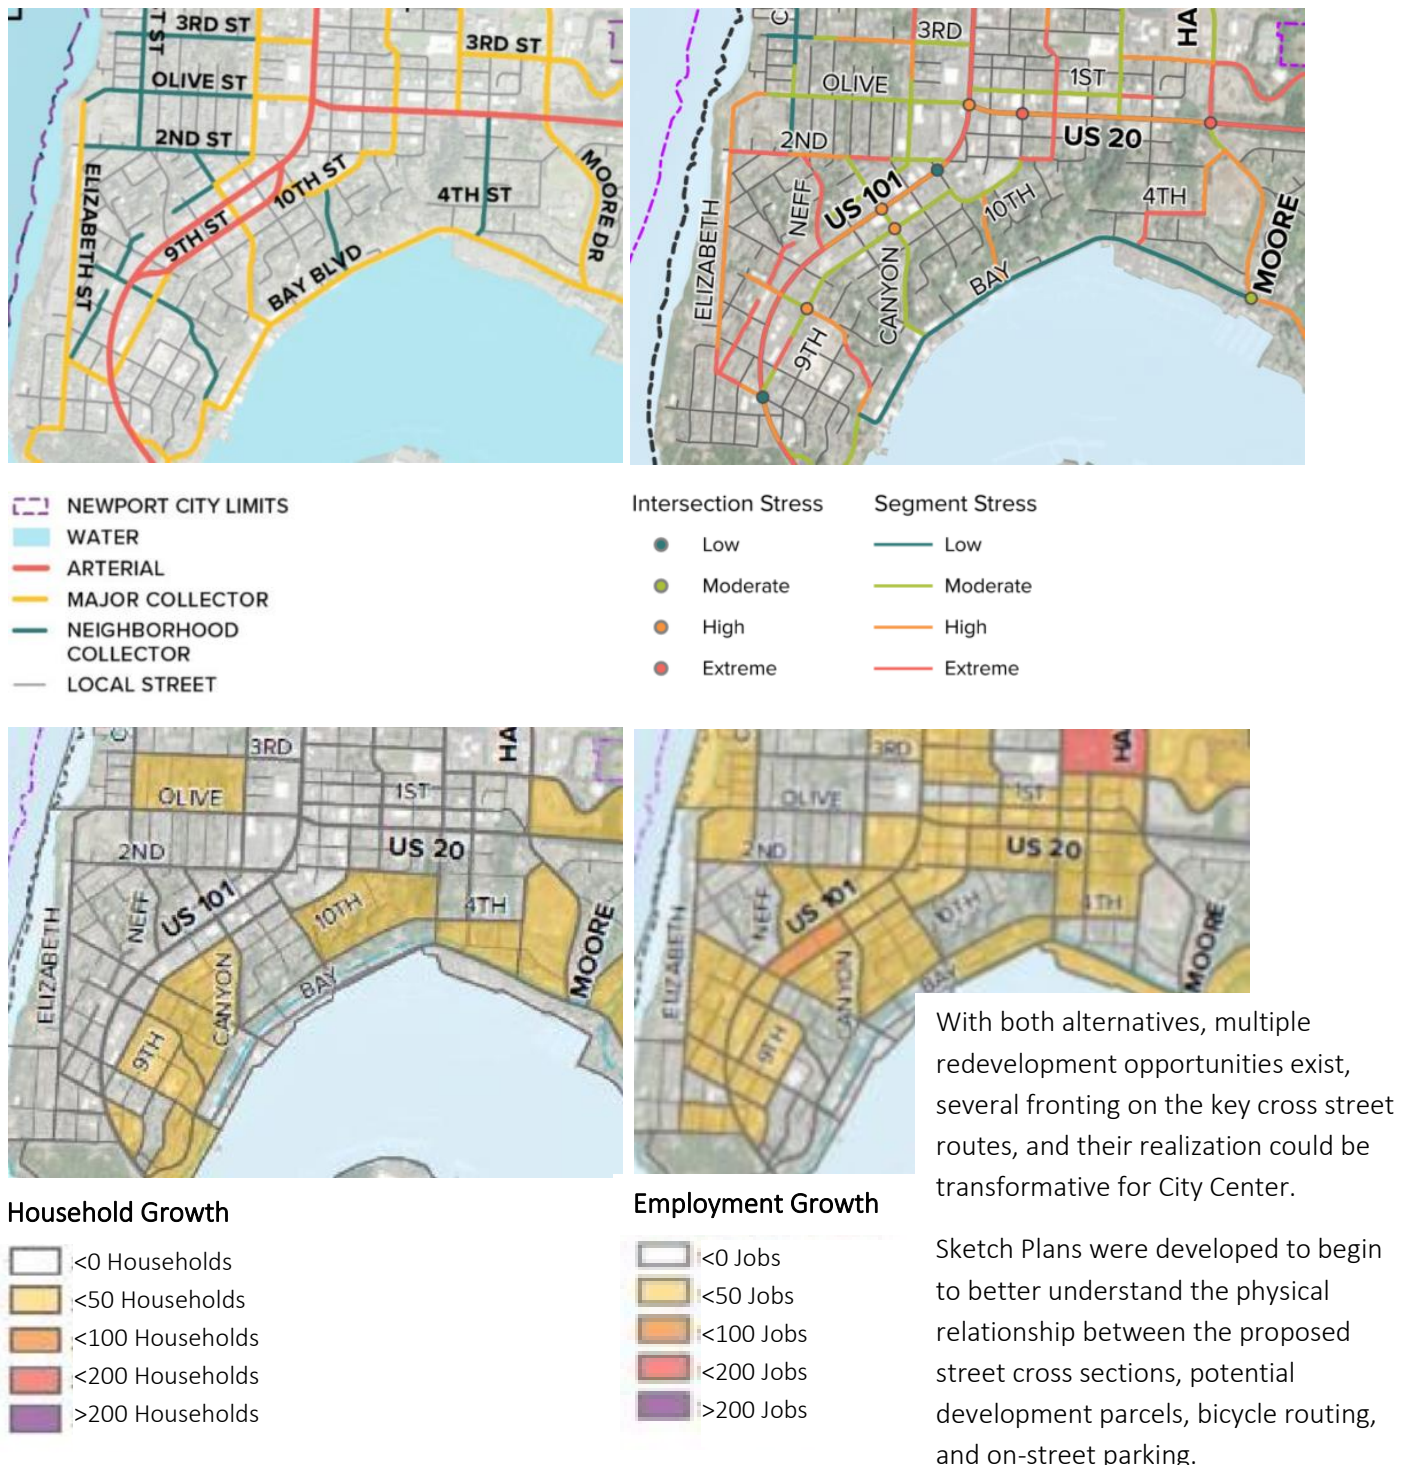 3RD ST
3RD ST
ST ST
OLIVE ST
2ND ST
ELIZABETH ST
9TH ST
10TH ST
4TH ST
BAY BLVD
MOORE DR
C
3RD
HA
OLIVE
1ST
US 20
2ND
NEFF
US 101
10TH
4TH
ELIZABETH
CANYON
BAY
MOORE
9TH
NEWPORT CITY LIMITS
WATER
ARTERIAL
MAJOR COLLECTOR
NEIGHBORHOOD
COLLECTOR
LOCAL STREET
Intersection Stress
Low
Moderate
High
Extreme
Segment Stress
Low
Moderate
High
Extreme
3RD
HA
OLIVE
1ST
2ND
US 20
NEFF
US 101
10TH
4TH
ELIZABETH
CANYON
BAY
MOORE
9TH
Household Growth
<0 Households
<50 Households
<100 Households
<200 Households
>200 Households
3RD
HA
OLIVE
1ST
2ND
US 20
NEFF
US 101
10TH
4TH
ELIZABETH
CANYON
BAY
MOORE
9TH
Employment Growth
<0 Jobs
<50 Jobs
<100 Jobs
<200 Jobs
>200 Jobs
With both alternatives, multiple
redevelopment opportunities exist,
several fronting on the key cross street
routes, and their realization could be
transformative for City Center.
Sketch Plans were developed to begin
to better understand the physical
relationship between the proposed
street cross sections, potential
development parcels, bicycle routing,
and on-street parking.